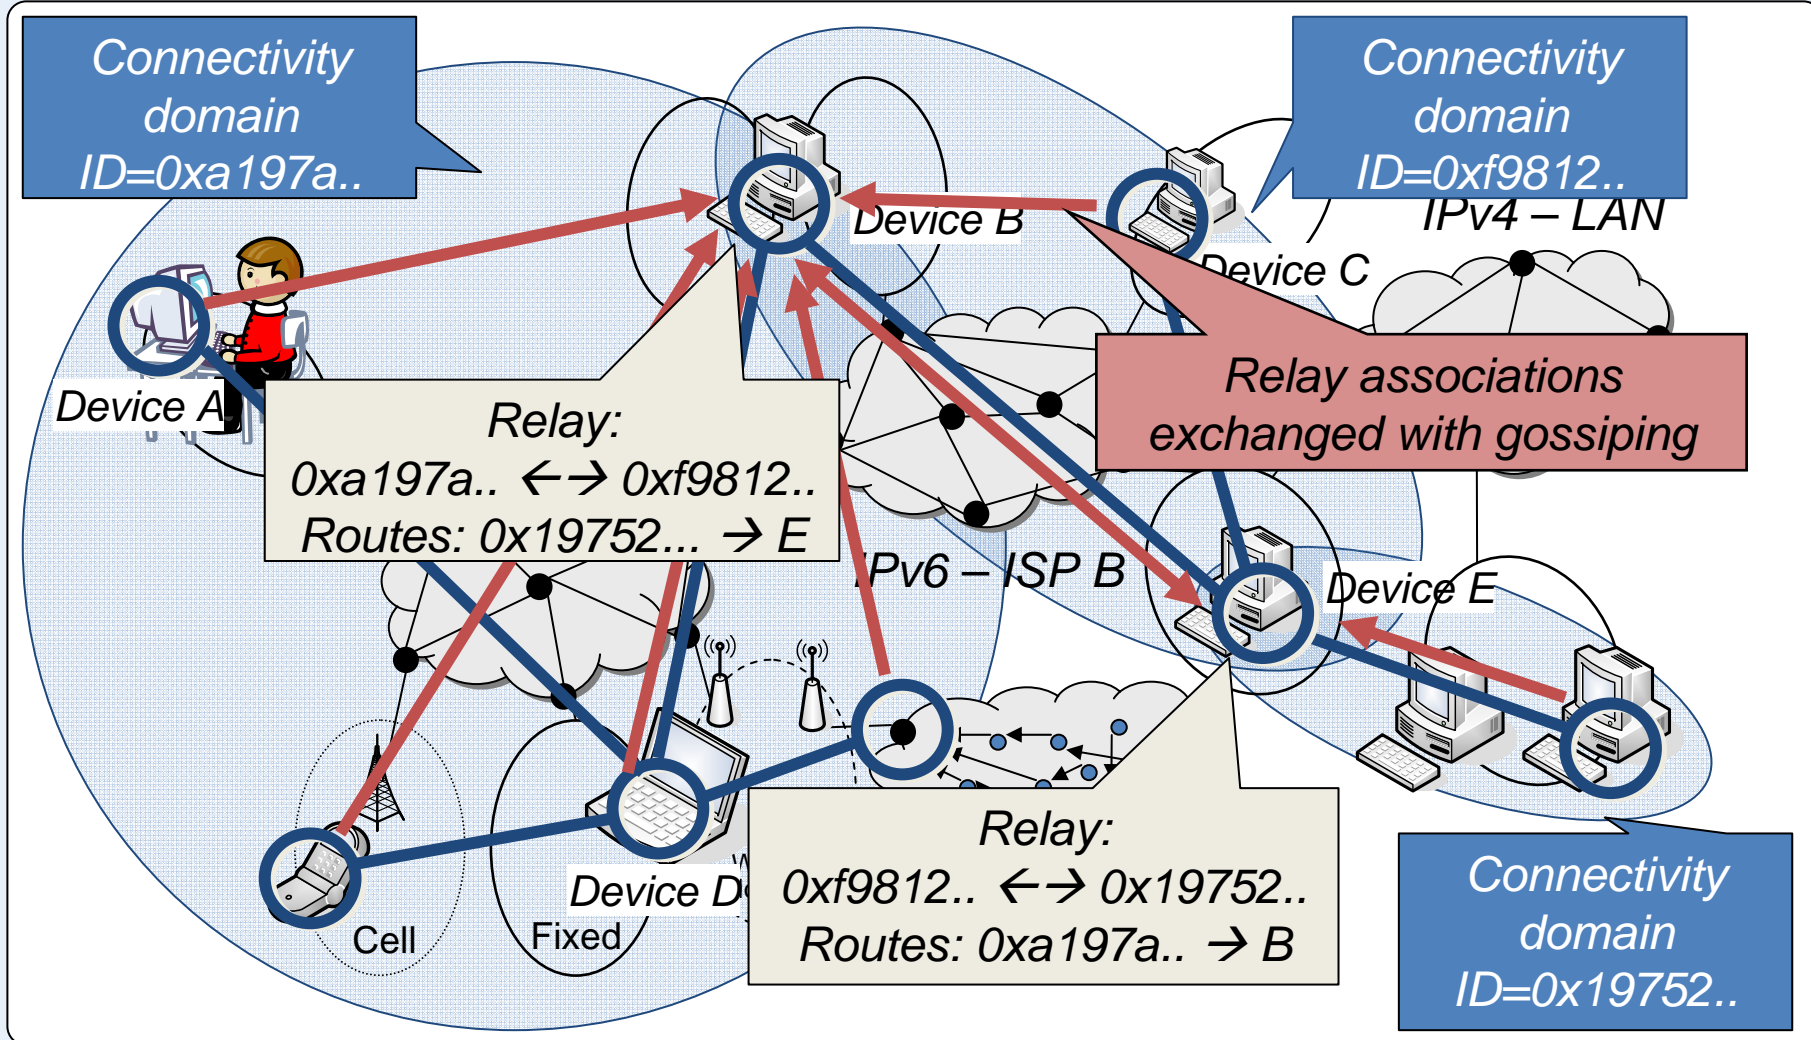 Connectivity
domain
ID=0xa197a..
Connectivity
domain
ID=0xf9812..
IPv4 – LAN
Device B
Device C
Device A
Relay associations
exchanged with gossiping
Relay:
0xa197a.. ←→ 0xf9812..
Routes: 0x19752... → E
IPv6 – ISP B
Device E
Relay:
0xf9812.. ←→ 0x19752..
Routes: 0xa197a.. → B
Device D
Cell
Fixed
Connectivity
domain
ID=0x19752..